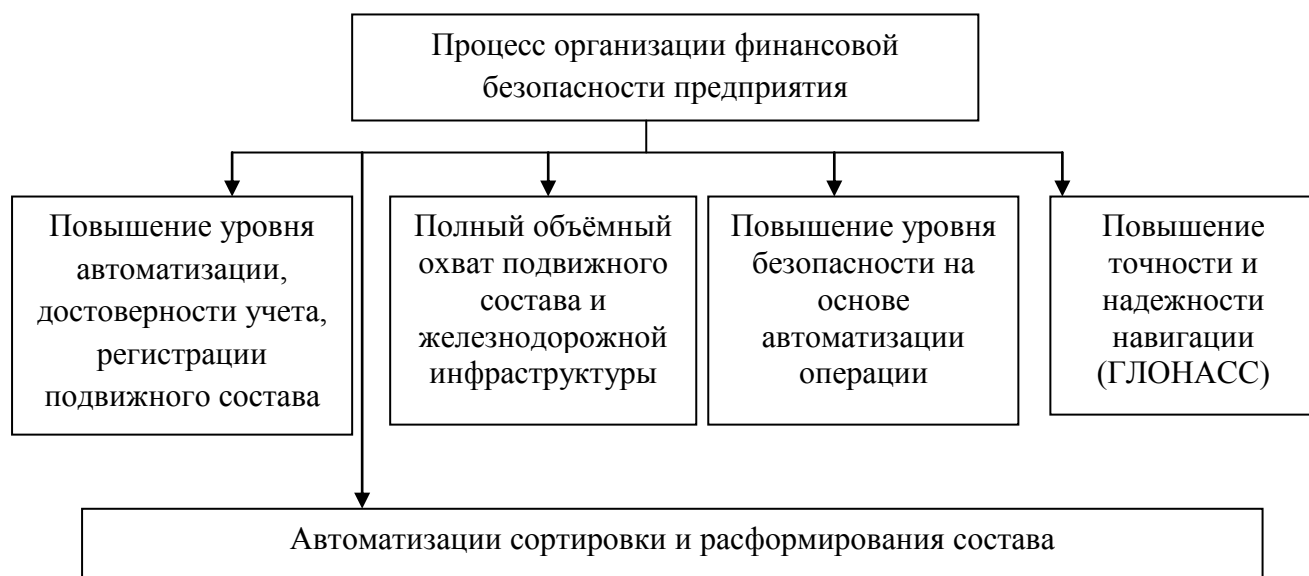 Процесс организации финансовой
безопасности предприятия
Повышение уровня
автоматизации,
достоверности учета,
регистрации
подвижного состава
Полный объёмный
охват подвижного
состава и
железнодорожной
инфраструктуры
Повышение уровня
безопасности на
основе
автоматизации
операции
Повышение
точности и
надежности
навигации
(ГЛОНАСС)
Автоматизации сортировки и расформирования состава